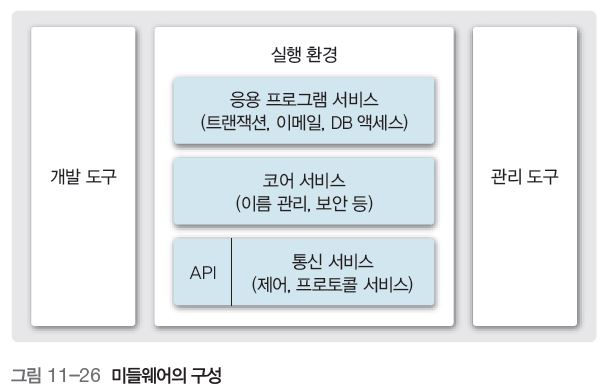 개발 도구
실행 환경
응용 프로그램 서비스
(트랜잭션, 이메일, DB 액세스)
코어 서비스
(이름 관리, 보안 등)
API
통신 서비스
(제어, 프로토콜 서비스)
관리 도구
그림 11-26 미들웨어의 구성